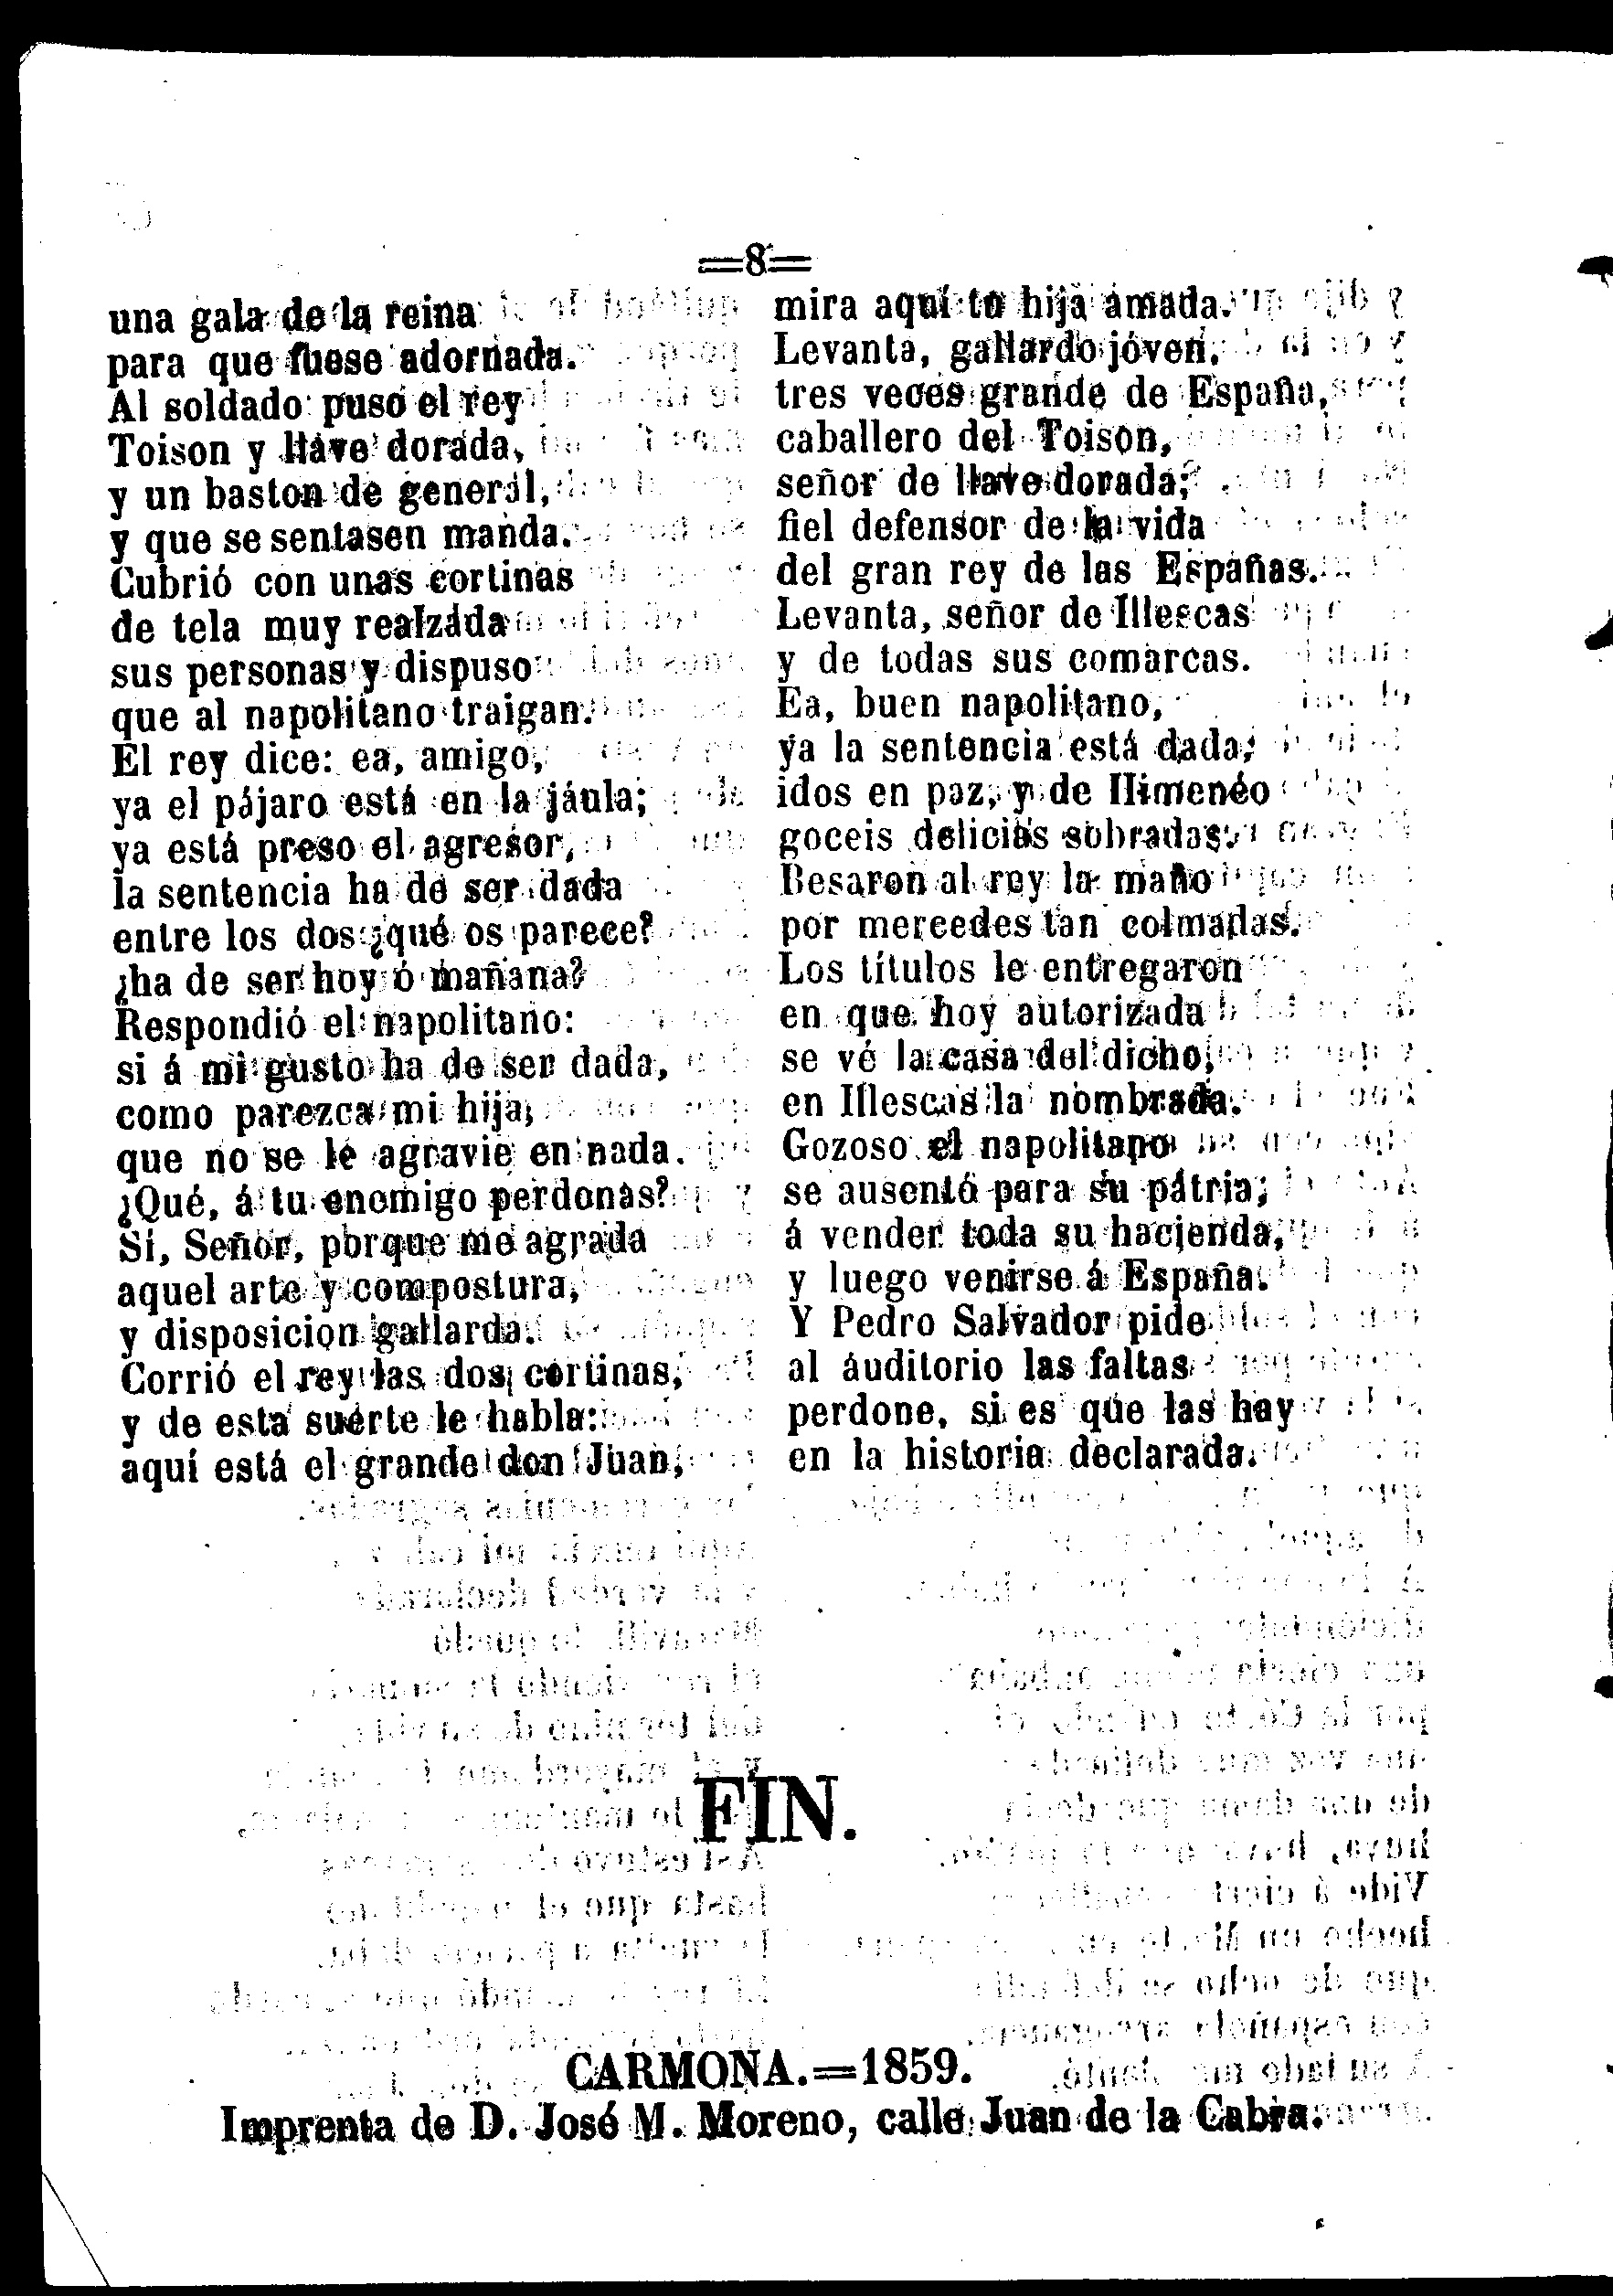 =8=
una gala de la reina
para que fuese adornada.
Al soldado puso el rey
Toison y llave dorada,
y un baston de general,
y que se sentasen manda.
Cubrió con unas cortinas
de tela muy realzada
sus personas y dispuso
que al napolitano traigan.
El rey dice: ea, amigo,
ya el pájaro está en la jáula;
ya está preso el agresor,
la sentencia ha de ser dada
entre los dos ¿qué os parece?
¿ha de ser hoy ó mañana?
Respondió el napolitano:
si á mi gusto ha de ser dada,
como parezca mi hija,
que no se le agravie en nada.
¿Qué, á tu enemigo perdonas?
Si, Señor, porque me agrada
aquel arte y compostura,
y disposicion gallarda.
Corrió el rey las dos cortinas,
y de esta suerte le habla:
aquí está el grande don Juan,
mira aquí tu hija amada.
Levanta, gallardo jóven,
tres veces grande de España,
caballero del Toison,
señor de llave dorada;
fiel defensor de la vida
del gran rey de las Españas.
Levanta, señor de Illescas
y de todas sus comarcas.
Ea, buen napolitano,
ya la sentencia está dada;
idos en paz, y de Himenéo
goceis delicias sobradas.
Besaron al rey la mano
por mercedes tan colmadas.
Los títulos le entregaron
en que hoy autorizada
se vé la casa del dicho,
en Illescas la nombrada.
Gozoso el napolitano
se ausentó para su pátria;
á vender toda su hacienda,
y luego venirse á España.
Y Pedro Salvador pide
al auditorio las faltas
perdone, si es que las hay
en la historia declarada.
FIN.
CARMONA.=1859.
Imprenta de D. José M. Moreno, calle Juan de la Cabra.